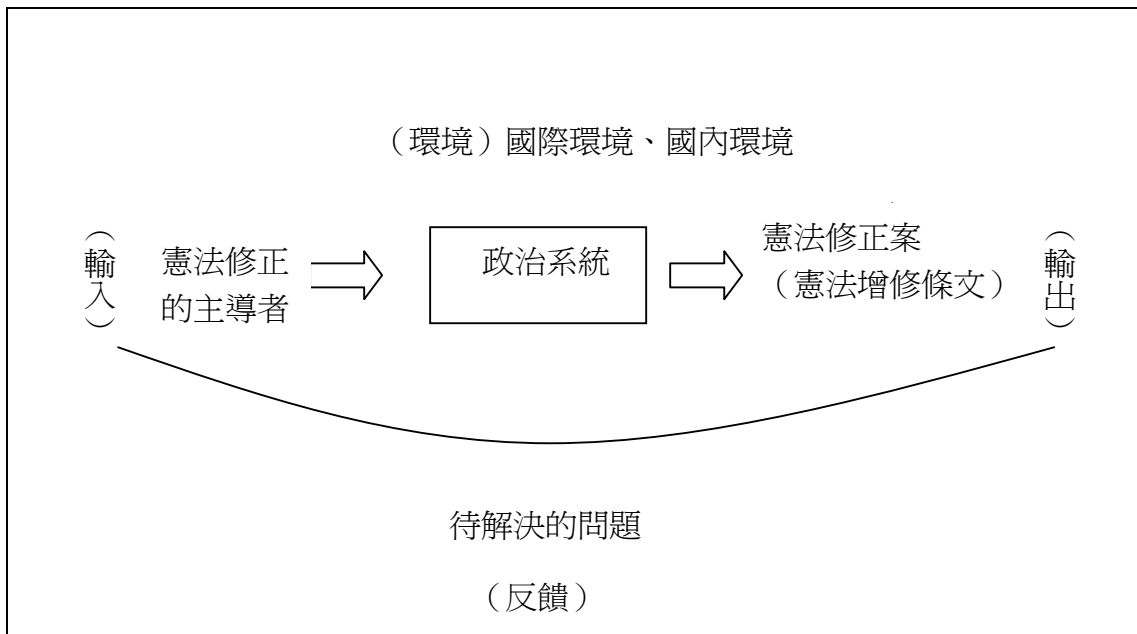 （環境）國際環境、國內環境
（輸入）
憲法修正
的主導者
政治系統
憲法修正案
（憲法增修條文）
（輸出）
待解決的問題
（反饋）